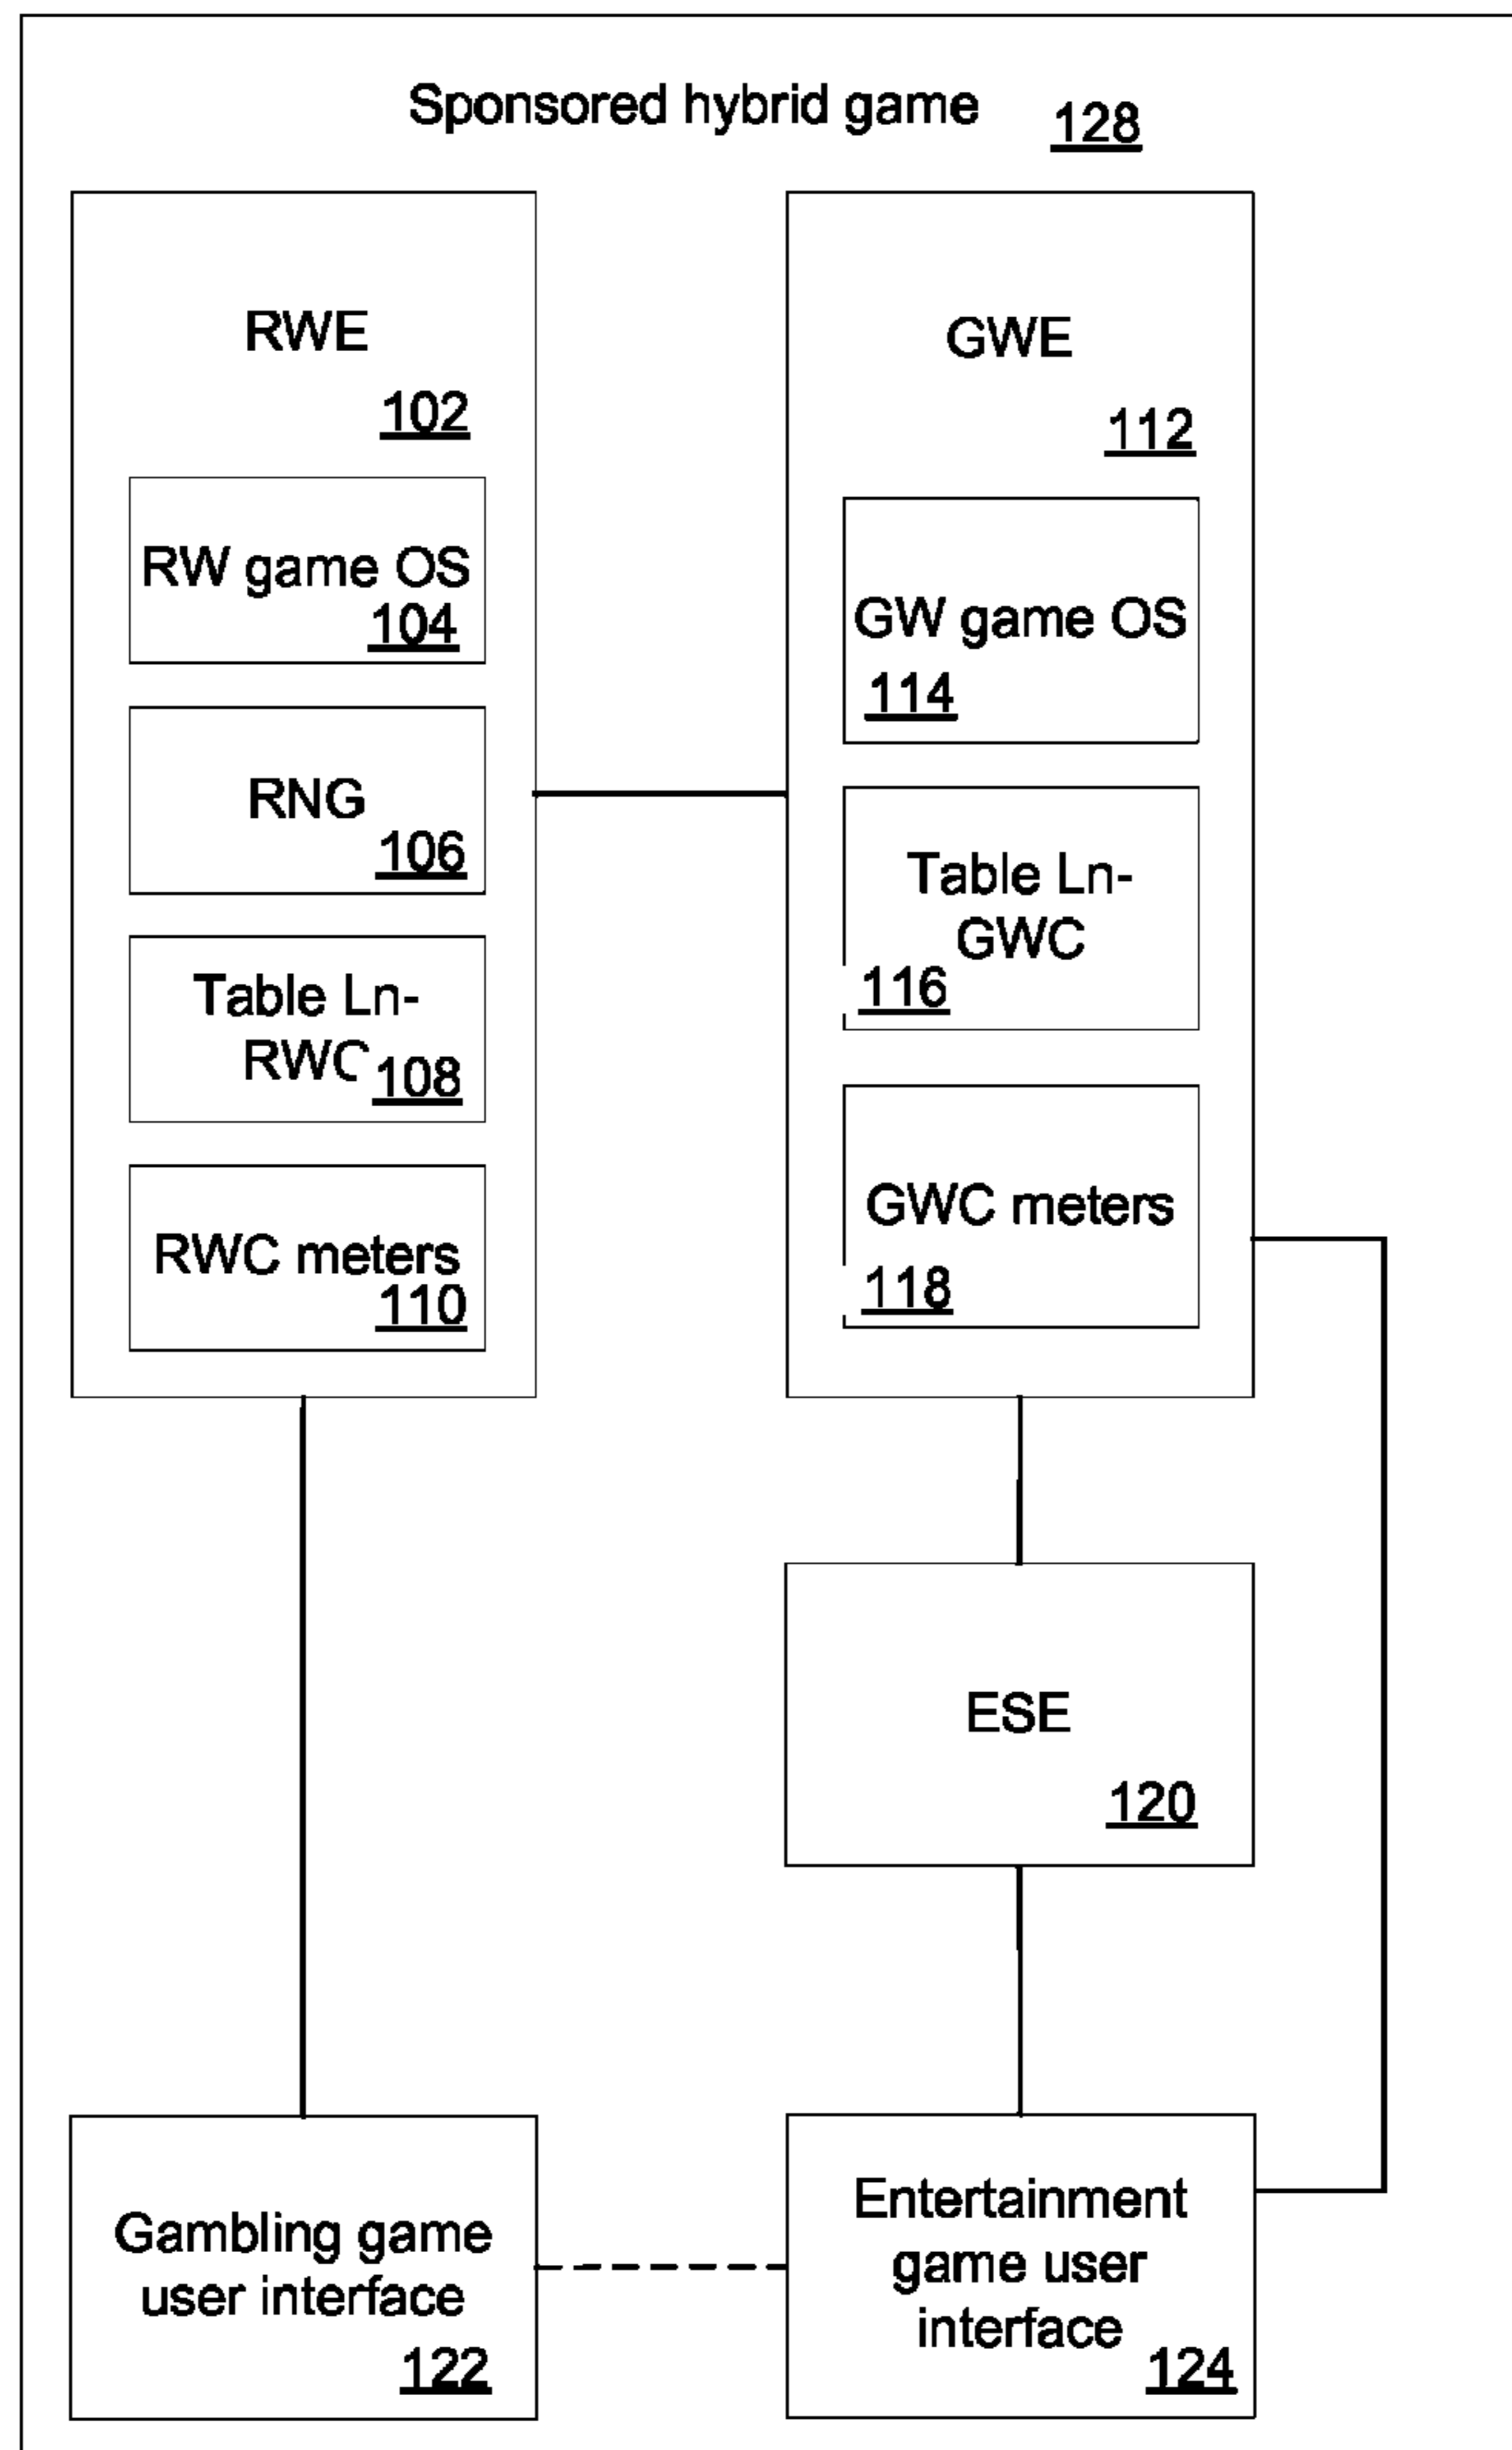 Sponsored hybrid game
128
RWE
102
RW game OS
104
RNG
106
Table Ln-
RWC
108
RWC meters
110
GWE
112
GW game OS
114
Table Ln-
GWC
116
GWC meters
118
ESE
120
Gambling game
user interface
122
Entertainment
game user
interface
124